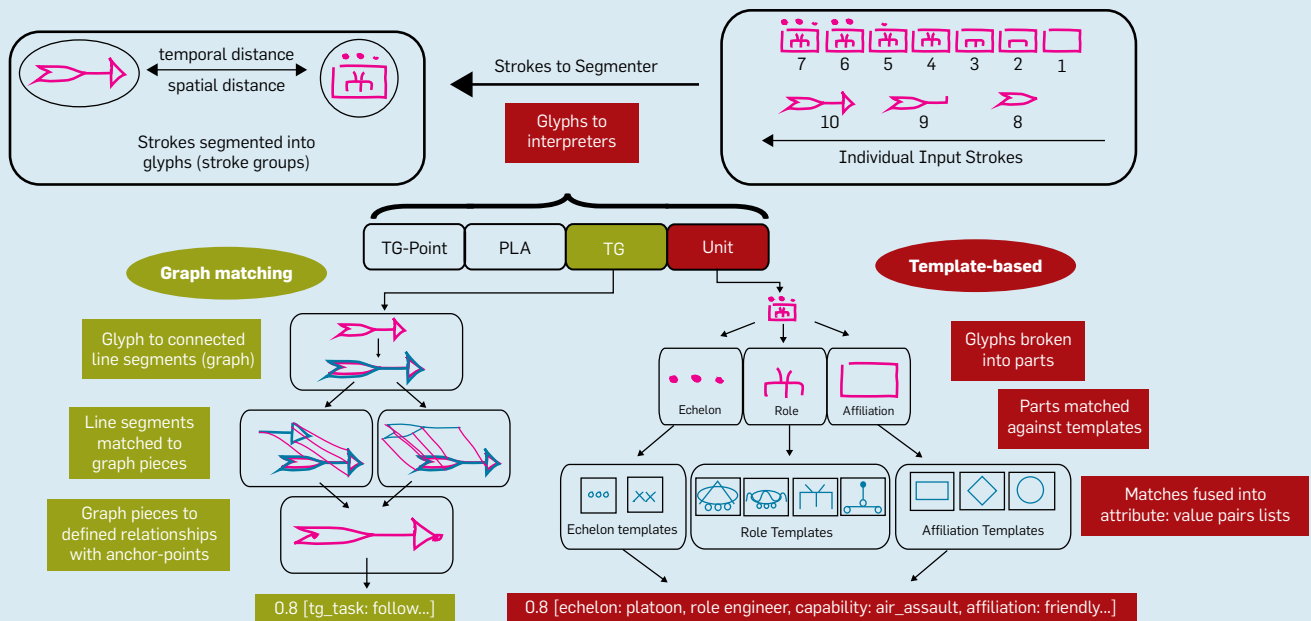 temporal distance
spatial distance
Strokes segmented into
glyphs (stroke groups)
Strokes to Segmenter
Glyphs to
interpreters
7 6 5 4 3 2 1
10 9 8
Individual Input Strokes
TG-Point PLA TG Unit
Graph matching
Template-based
Glyph to connected
line segments (graph)
Line segments
matched to
graph pieces
Graph pieces to
defined relationships
with anchor-points
0.8 [tg_task: follow...]
Glyphs broken
into parts
Echelon Role Affiliation
Parts matched
against templates
Echelon templates
Role Templates
Affiliation Templates
Matches fused into
attribute: value pairs lists
0.8 [echelon: platoon, role engineer, capability: air_assault, affiliation: friendly...]